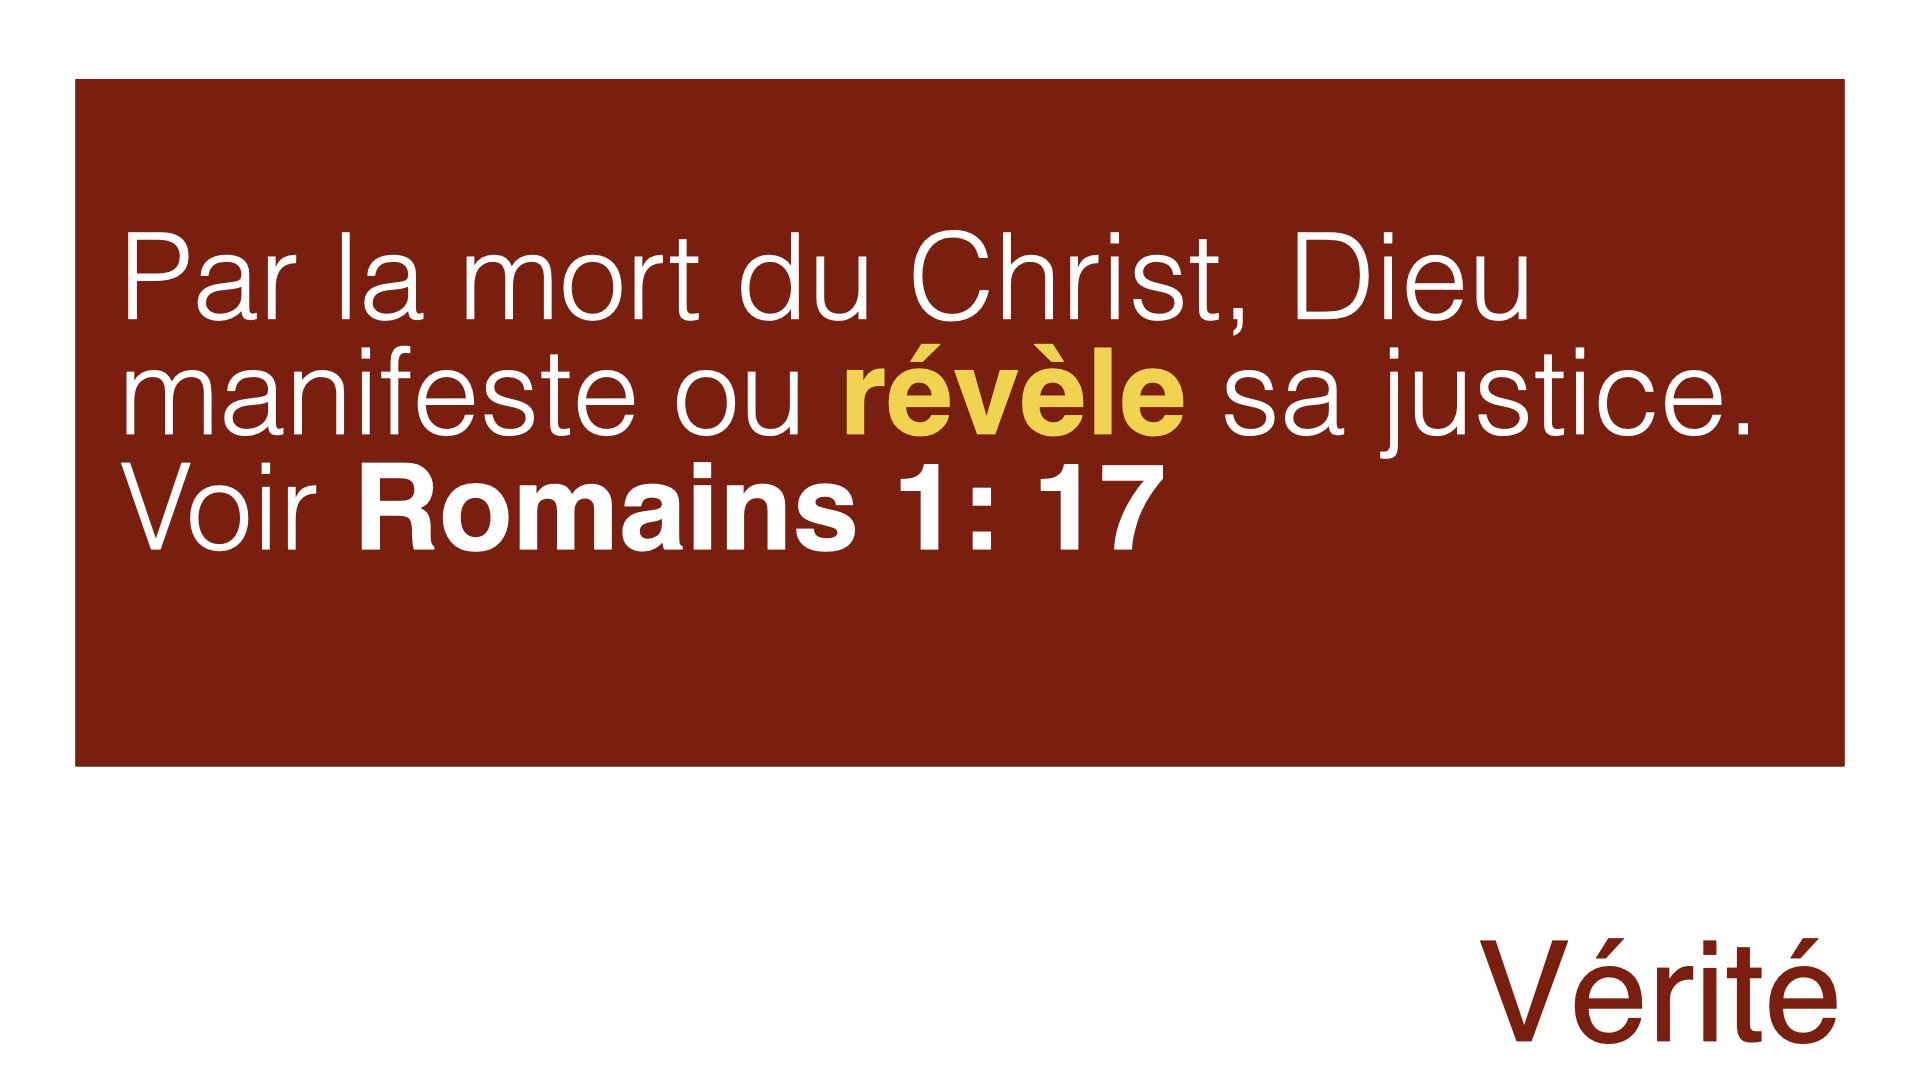 Par la mort du Christ, Dieu
manifeste ou révèle sa justice.
Voir Romains 1: 17
Vérité